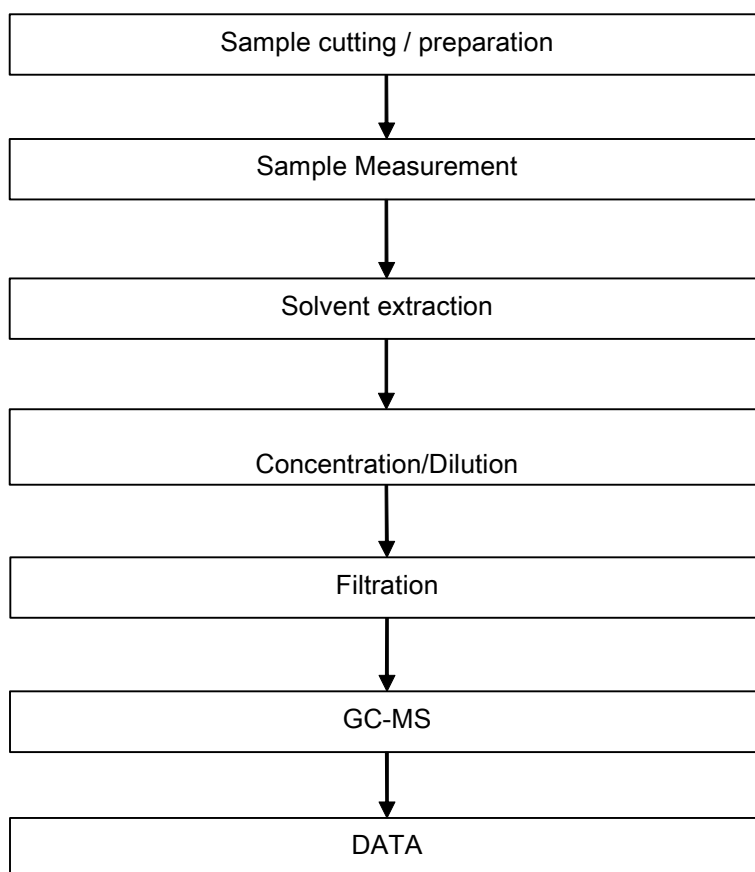 Sample cutting / preparation
Sample Measurement
Solvent extraction
Concentration/Dilution
Filtration
GC-MS
DATA